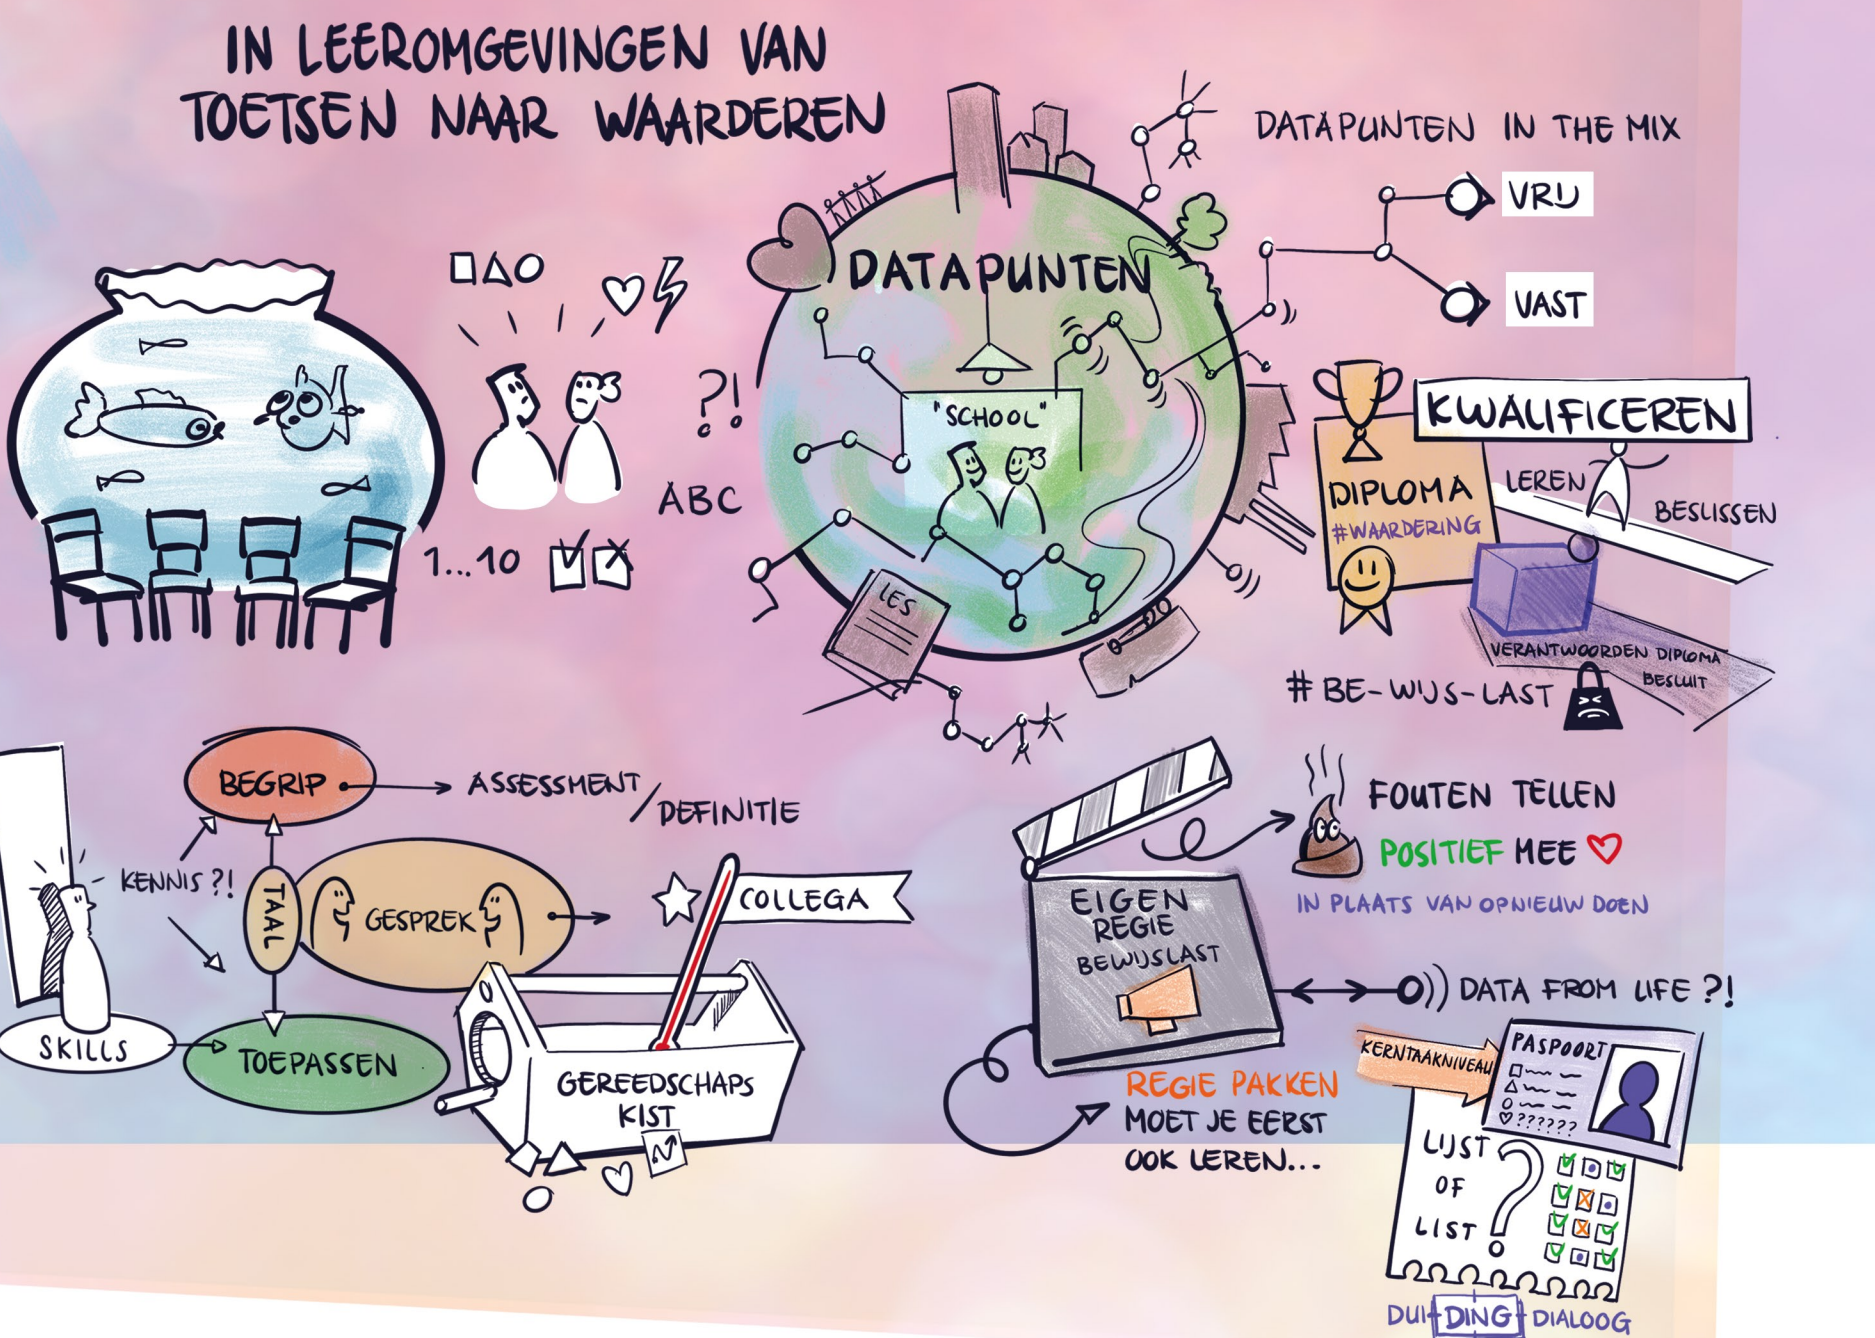 IN LEEROMGEVINGEN VAN
TOETSEN NAAR WAARDEREN
DATAPUNTEN IN THE MIX
VRIJ
VAST
DATAPUNTEN
"SCHOOL"
LES
?!
ABC
1...10
KWALIFICEREN
DIPLOMA
#WAARDERING
LEREN
BESLISSEN
VERANTWOORDEN DIPLOMA
BESLUIT
# BE-WIJS-LAST
BEGRIP
ASSESSMENT/
DEFINITIE
KENNIS?!
TAAL
GESPREK
COLLEGA
SKILLS
TOEPASSEN
GEREEDSCHAPS
KIST
EIGEN
REGIE
BEWIJSLAST
FOUTEN TELLEN
POSITIEF MEE
IN PLAATS VAN OPNIEUW DOEN
DATA FROM LIFE ?!
REGIE PAKKEN
MOET JE EERST
OOK LEREN...
KERNTAAKNIVEAU
PASPOORT
??????
LIJST
OF
LIST
?
DUI-DING-DIALOOG